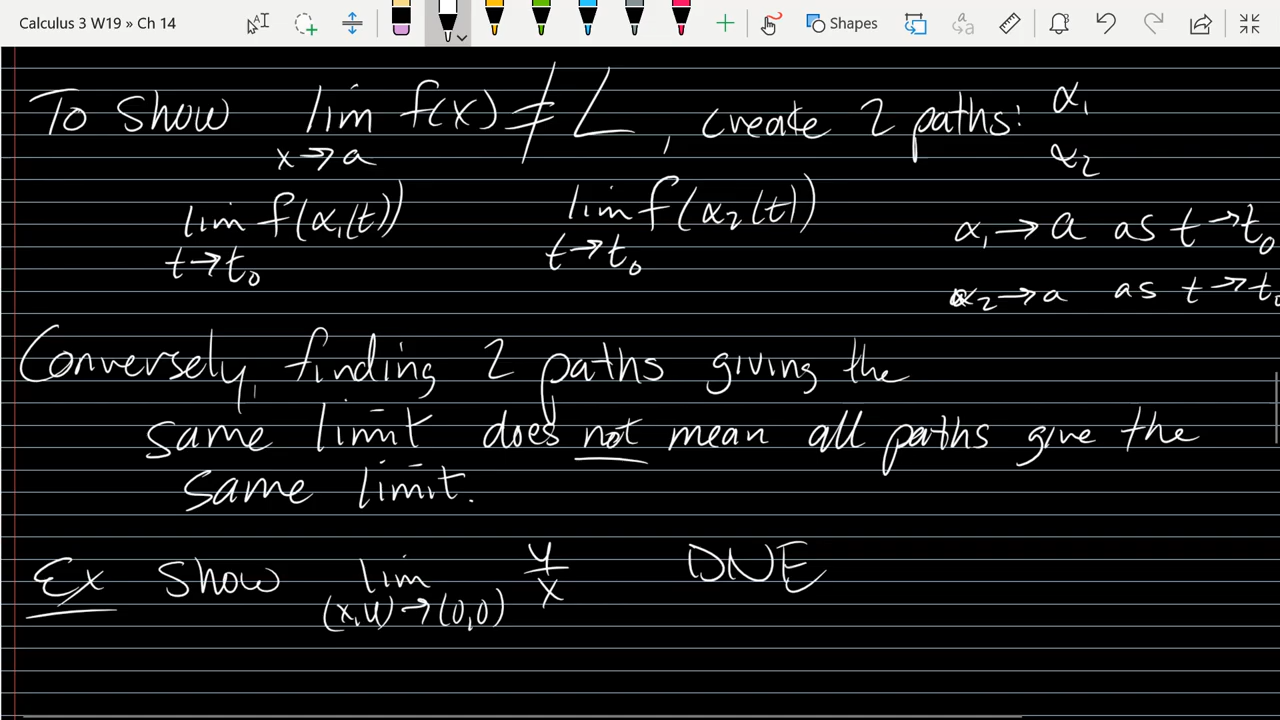 Calculus 3 W19 » Ch 14
Shapes
To show lim x→a f(x) ≠ L, create 2 paths: α₁
α₂
lim t→t₀ f(α₁(t)) lim t→t₀ f(α₂(t))
α₁ → a as t→t₀
α₂ → a as t→t₀
Conversely, finding 2 paths giving the
same limit does not mean all paths give the
same limit.
Ex Show lim (x,y)→(0,0) y/x DNE